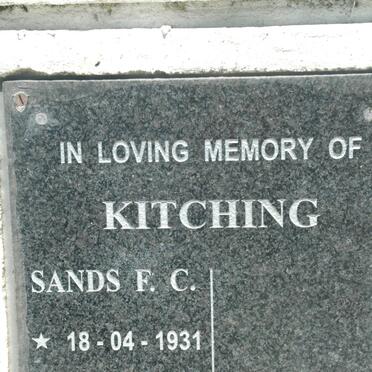 IN LOVING MEMORY OF
KITCHING
SANDS F. C.
★ 18 - 04 - 1931